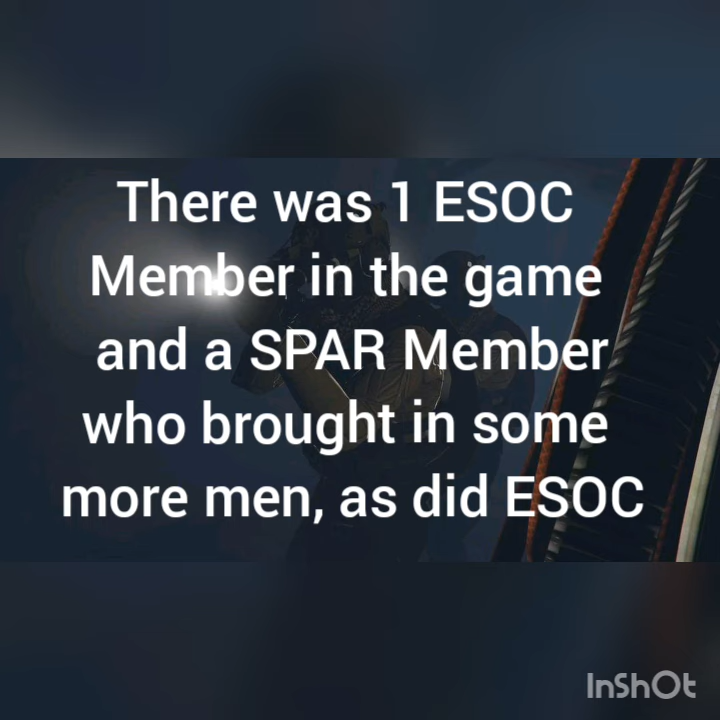 There was 1 ESOC
Member in the game
and a SPAR Member
who brought in some
more men, as did ESOC
InShOt